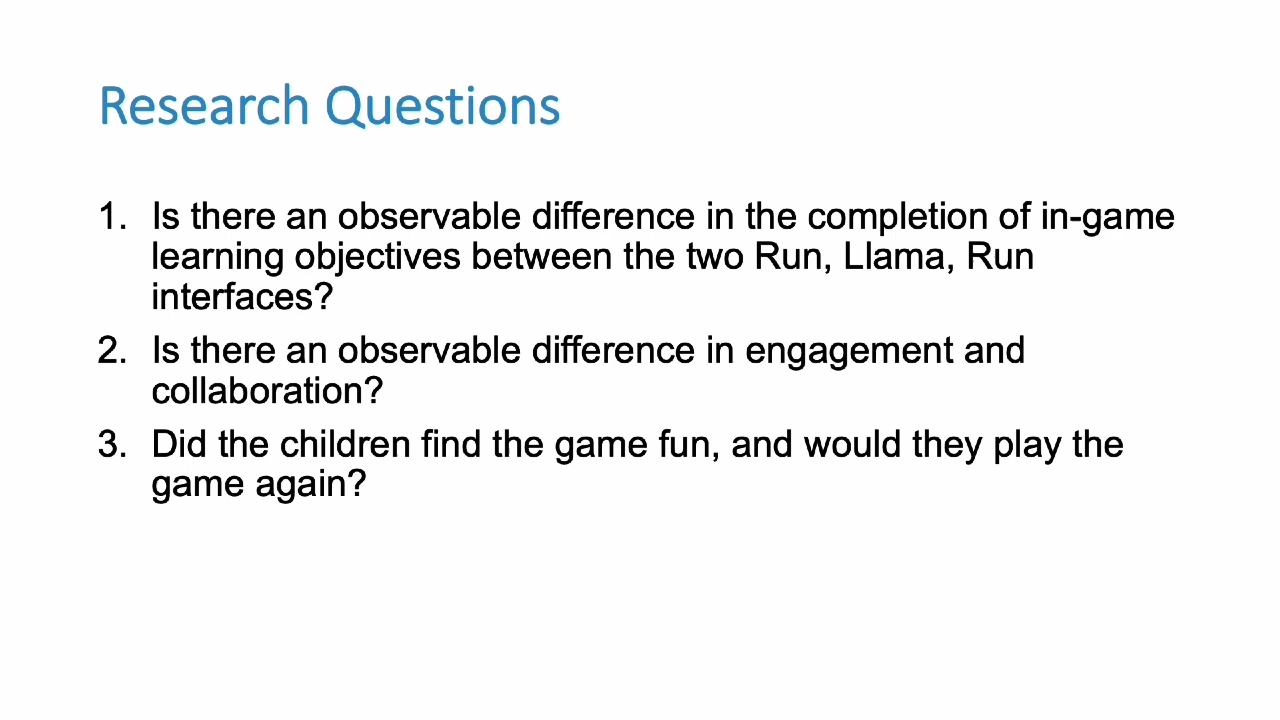 Research Questions
1. Is there an observable difference in the completion of in-game
learning objectives between the two Run, Llama, Run
interfaces?
2. Is there an observable difference in engagement and
collaboration?
3. Did the children find the game fun, and would they play the
game again?